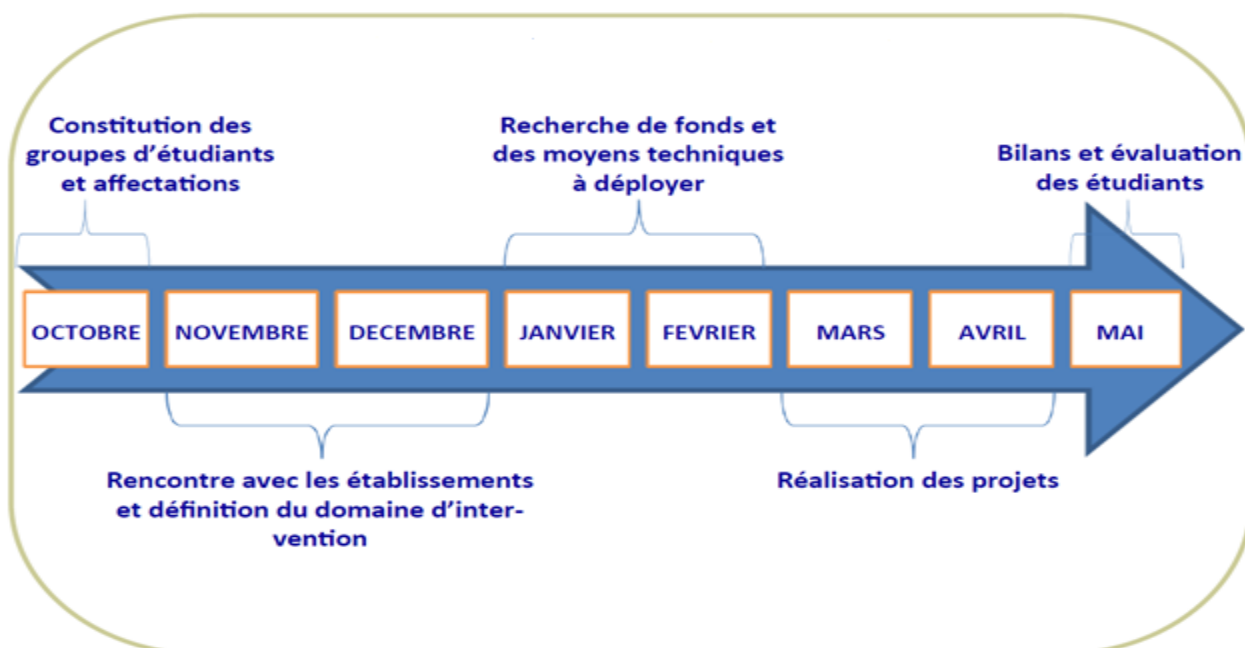 Constitution des
groupes d’étudiants
et affectations
Recherche de fonds et
des moyens techniques
à déployer
Bilans et évaluation
des étudiants
OCTOBRE
NOVEMBRE
DECEMBRE
JANVIER
FEVRIER
MARS
AVRIL
MAI
Rencontre avec les établissements
et définition du domaine d’inter-
vention
Réalisation des projets